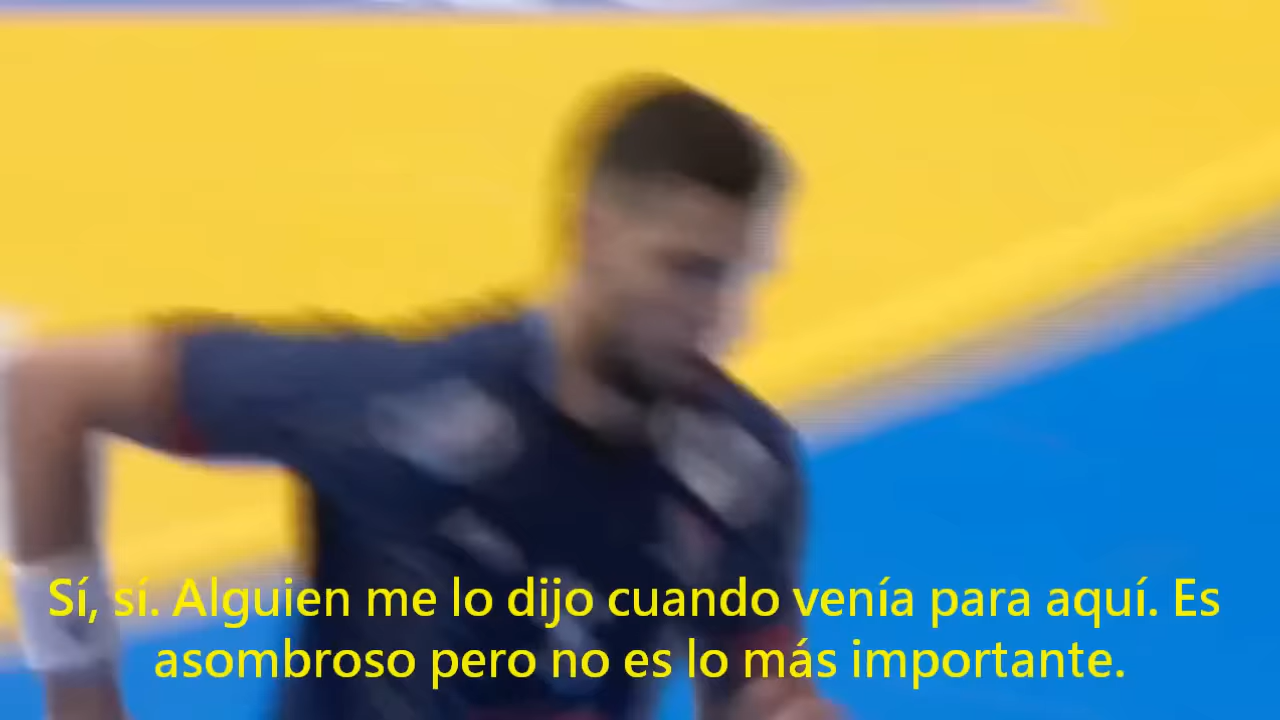 Sí, sí. Alguien me lo dijo cuando venía para aquí. Es
asombroso pero no es lo más importante.